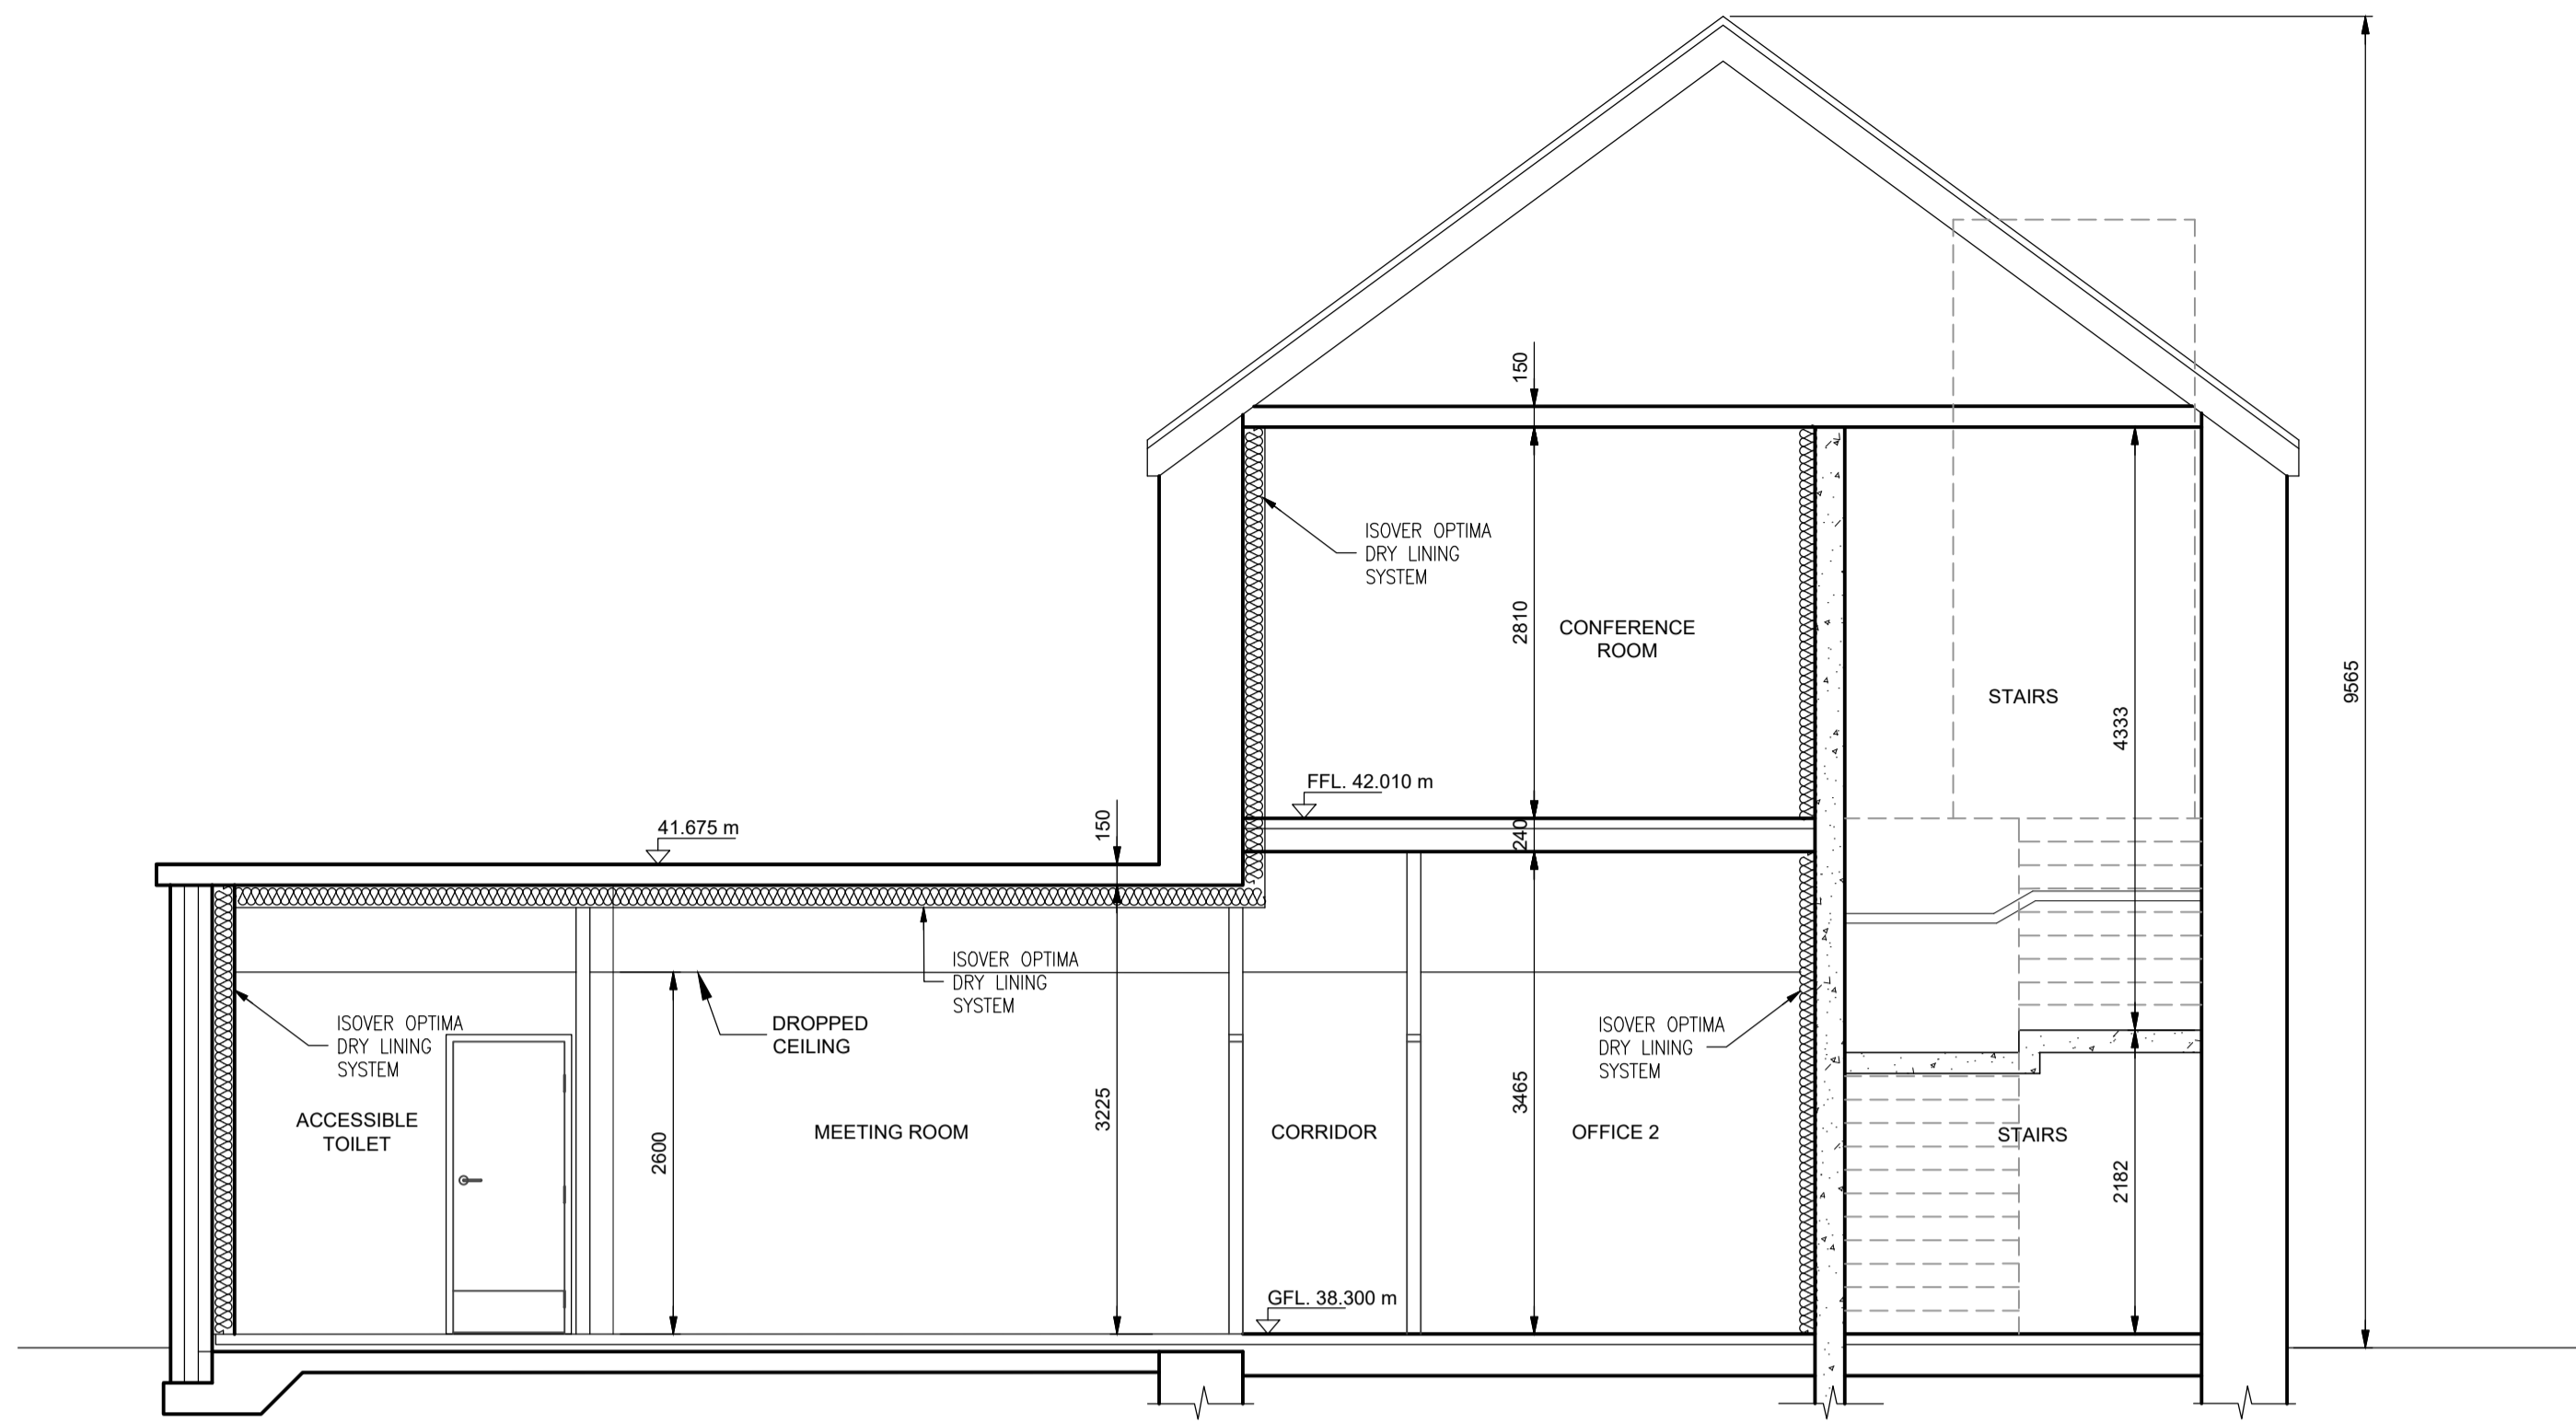 150
ISOVER OPTIMA
DRY LINING
SYSTEM
2810
CONFERENCE
ROOM
STAIRS
4333
9565
FFL. 42.010 m
240
41.675 m
150
ISOVER OPTIMA
DRY LINING
SYSTEM
ISOVER OPTIMA
DRY LINING
SYSTEM
DROPPED
CEILING
ISOVER OPTIMA
DRY LINING
SYSTEM
ACCESSIBLE
TOILET
2600
MEETING ROOM
3225
CORRIDOR
3465
OFFICE 2
STAIRS
2182
GFL. 38.300 m